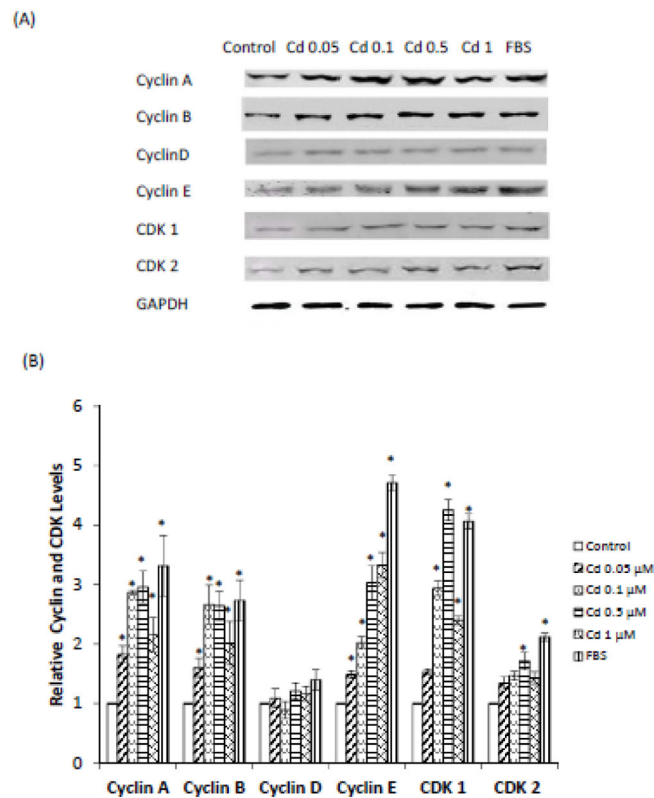 (A)
Control Cd 0.05 Cd 0.1 Cd 0.5 Cd 1 FBS
Cyclin A
Cyclin B
CyclinD
Cyclin E
CDK 1
CDK 2
GAPDH
(B)
Relative Cyclin and CDK Levels
6
5
4
3
2
1
0
* * * * *
* * * * *
* * * * *
* * * *
* *
Control
Cd 0.05 µM
Cd 0.1 µM
Cd 0.5 µM
Cd 1 µM
FBS
Cyclin A Cyclin B Cyclin D Cyclin E CDK 1 CDK 2